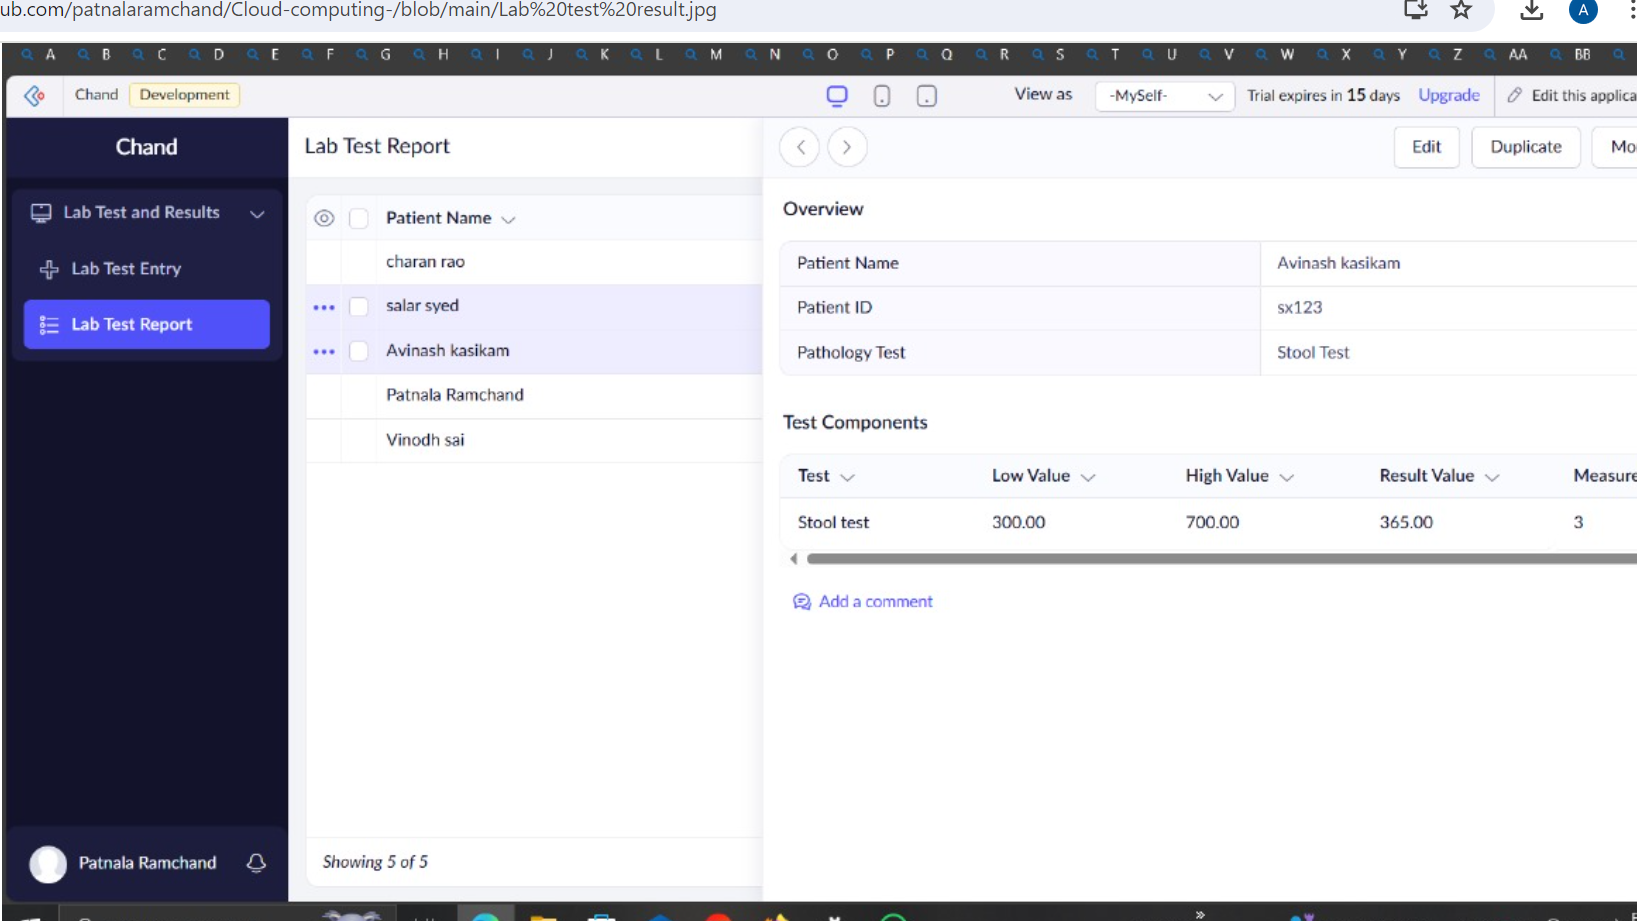 ub.com/patnalaramchand/Cloud-computing-/blob/main/Lab%20test%20result.jpg
A B C D E F G H I J K L M N O P Q R S T U V W X Y Z AA BB
Chand Development View as -MySelf- Trial expires in 15 days Upgrade Edit this applica
Chand
Lab Test and Results
Lab Test Entry
Lab Test Report
Patnala Ramchand
Lab Test Report
Patient Name
charan rao
salar syed
Avinash kasikam
Patnala Ramchand
Vinodh sai
Showing 5 of 5
Edit Duplicate Mo
Overview
Patient Name Avinash kasikam
Patient ID sx123
Pathology Test Stool Test
Test Components
Test Low Value High Value Result Value Measure
Stool test 300.00 700.00 365.00 3
Add a comment
A